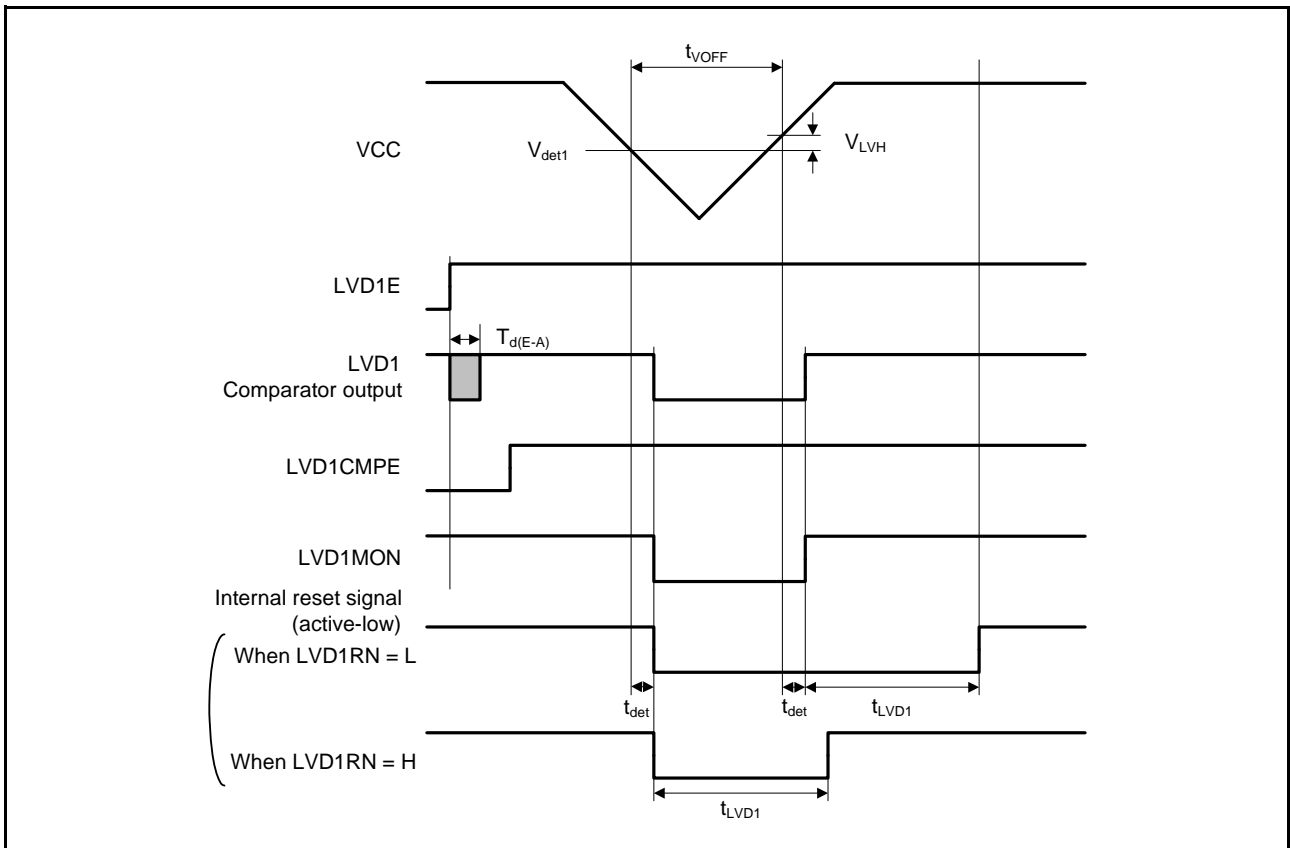 tVOFF
VCC
Vdet1
VLVH
LVD1E
Td(E-A)
LVD1
Comparator output
LVD1CMPE
LVD1MON
Internal reset signal
(active-low)
When LVD1RN = L
tdet
tdet
tLVD1
When LVD1RN = H
tLVD1